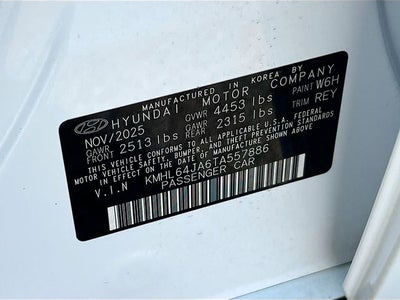 MANUFACTURED IN KOREA BY
HYUNDAI MOTOR COMPANY
NOV/2025 GVWR 4453 lbs PAINT W6H
GAWR FRONT 2513 lbs GAWR REAR 2315 lbs TRIM REY
THIS VEHICLE CONFORMS TO ALL APPLICABLE U.S.A. FEDERAL
MOTOR VEHICLE SAFETY, BUMPER, AND THEFT PREVENTION STANDARDS
IN EFFECT ON THE DATE OF MANUFACTURE SHOWN ABOVE.
V.I.N KMHL64JA6TA557886
PASSENGER CAR